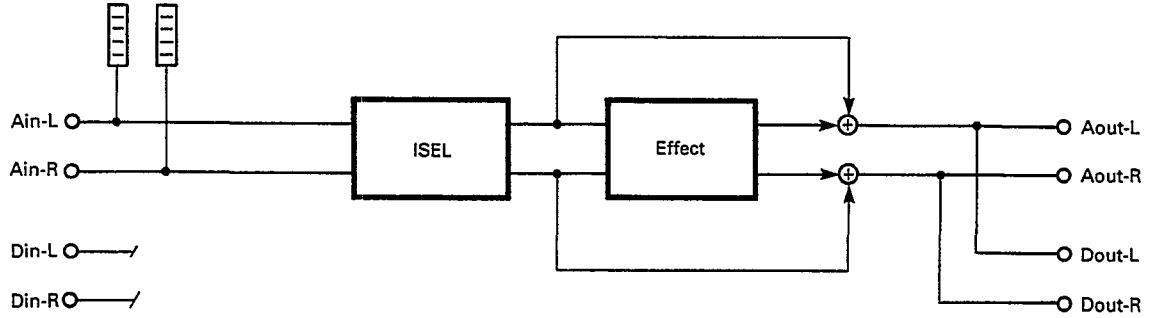 Ain-L
Ain-R
Din-L
Din-R
ISEL
Effect
Aout-L
Aout-R
Dout-L
Dout-R